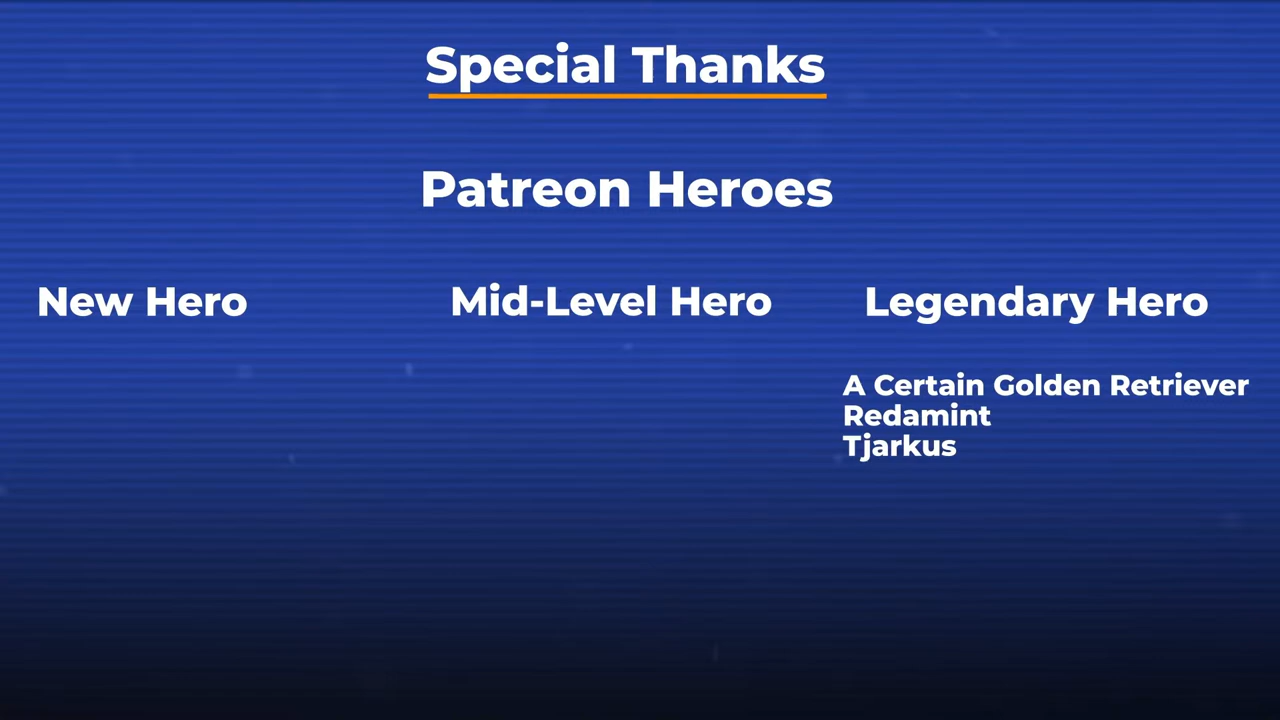 Special Thanks
Patreon Heroes
New Hero
Mid-Level Hero
Legendary Hero
A Certain Golden Retriever
Redamint
Tjarkus